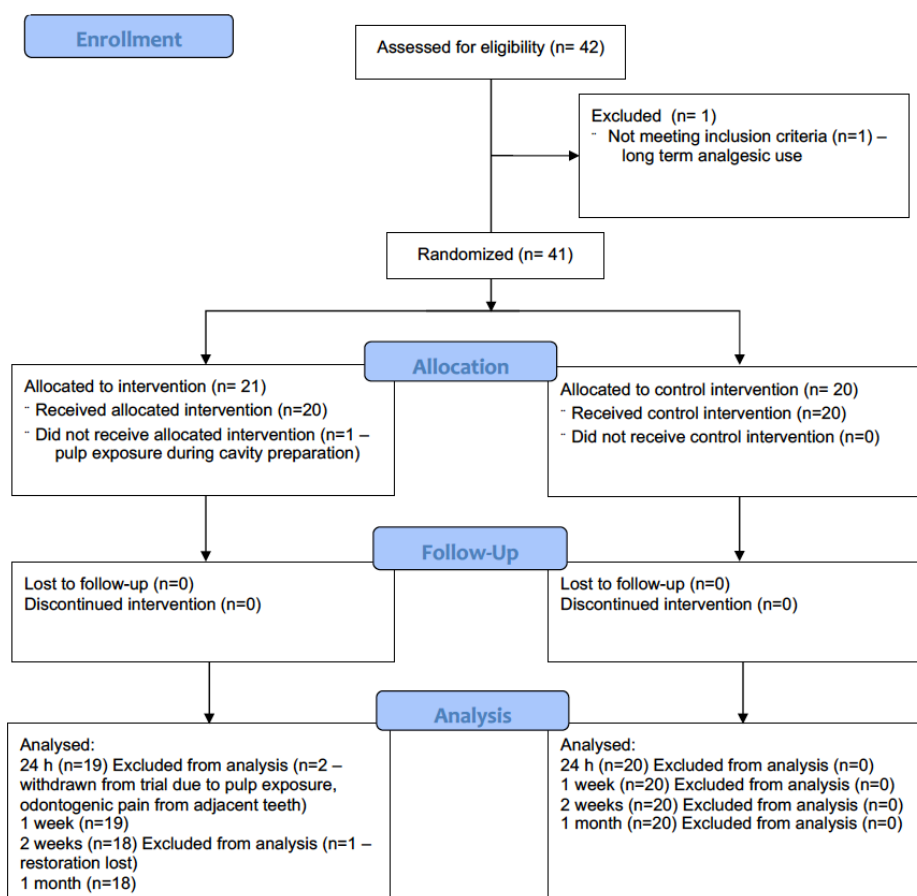 Enrollment
Assessed for eligibility (n= 42)
Excluded (n= 1)
- Not meeting inclusion criteria (n=1) –
long term analgesic use
Randomized (n= 41)
Allocation
Allocated to intervention (n= 21)
- Received allocated intervention (n=20)
- Did not receive allocated intervention (n=1 –
pulp exposure during cavity preparation)
Allocated to control intervention (n= 20)
- Received control intervention (n=20)
- Did not receive control intervention (n=0)
Follow-Up
Lost to follow-up (n=0)
Discontinued intervention (n=0)
Lost to follow-up (n=0)
Discontinued intervention (n=0)
Analysis
Analysed:
24 h (n=19) Excluded from analysis (n=2 –
withdrawn from trial due to pulp exposure,
odontogenic pain from adjacent teeth)
1 week (n=19)
2 weeks (n=18) Excluded from analysis (n=1 –
restoration lost)
1 month (n=18)
Analysed:
24 h (n=20) Excluded from analysis (n=0)
1 week (n=20) Excluded from analysis (n=0)
2 weeks (n=20) Excluded from analysis (n=0)
1 month (n=20) Excluded from analysis (n=0)